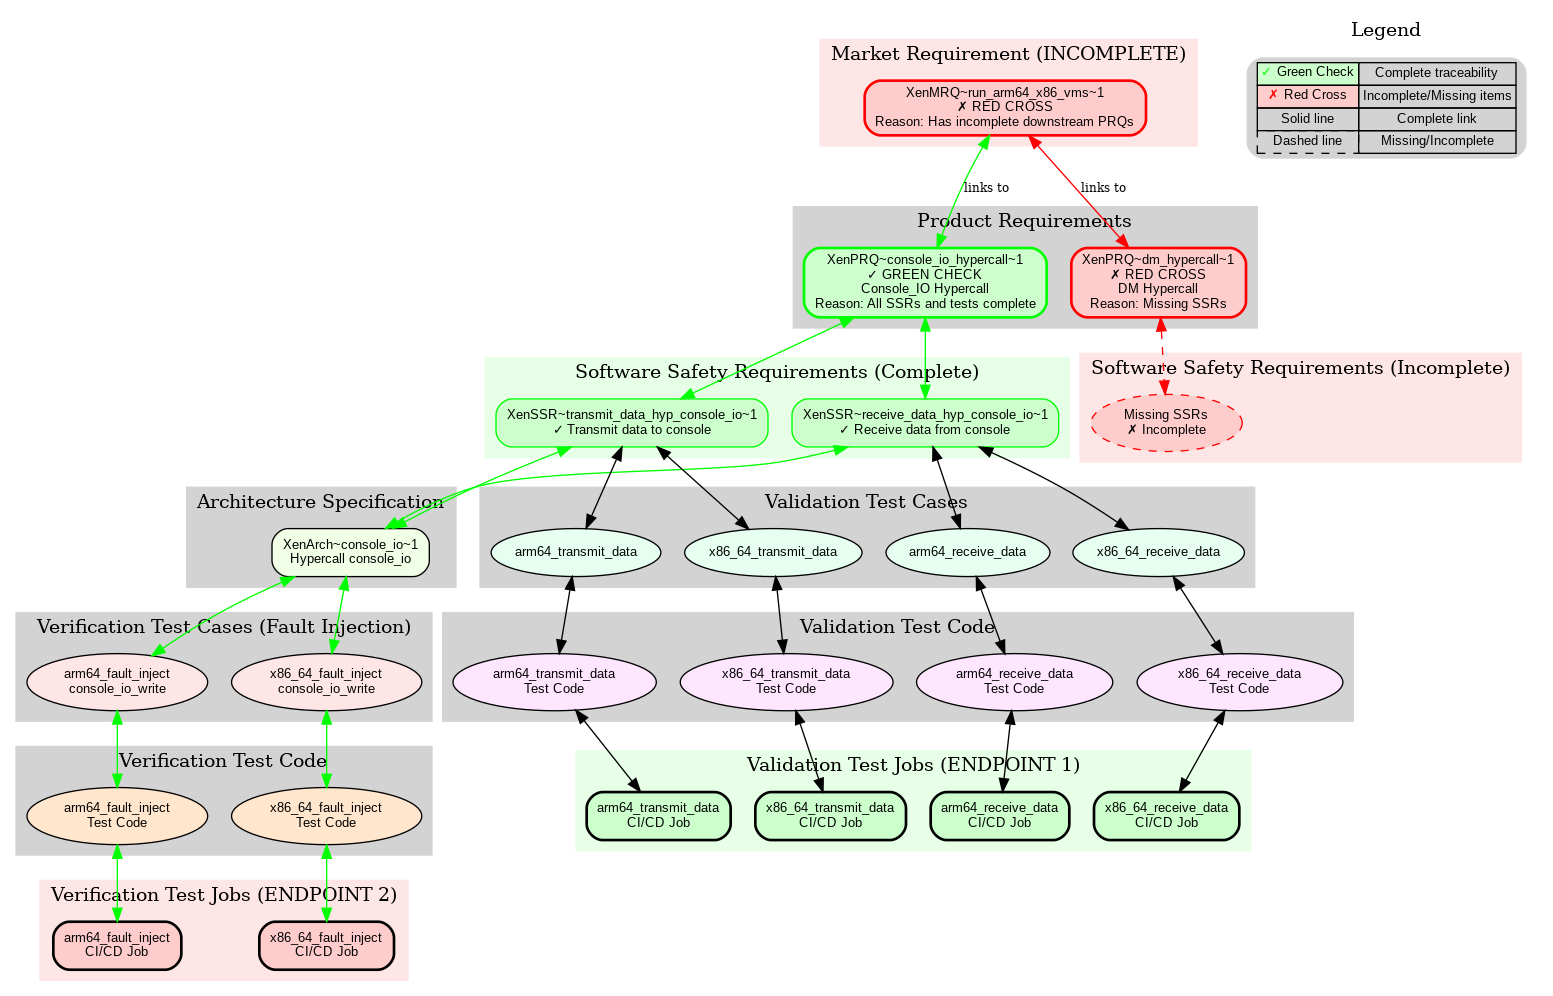 Legend
✓ Green Check
Complete traceability
✗ Red Cross
Incomplete/Missing items
Solid line
Complete link
Dashed line
Missing/Incomplete
Market Requirement (INCOMPLETE)
XenMRQ~run_arm64_x86_vms~1
✗ RED CROSS
Reason: Has incomplete downstream PRQs
links to
links to
Product Requirements
XenPRQ~console_io_hypercall~1
✓ GREEN CHECK
Console_IO Hypercall
Reason: All SSRs and tests complete
XenPRQ~dm_hypercall~1
✗ RED CROSS
DM Hypercall
Reason: Missing SSRs
Software Safety Requirements (Complete)
XenSSR~transmit_data_hyp_console_io~1
✓ Transmit data to console
XenSSR~receive_data_hyp_console_io~1
✓ Receive data from console
Software Safety Requirements (Incomplete)
Missing SSRs
✗ Incomplete
Architecture Specification
XenArch~console_io~1
Hypercall console_io
Validation Test Cases
arm64_transmit_data
x86_64_transmit_data
arm64_receive_data
x86_64_receive_data
Verification Test Cases (Fault Injection)
arm64_fault_inject
console_io_write
x86_64_fault_inject
console_io_write
Validation Test Code
arm64_transmit_data
Test Code
x86_64_transmit_data
Test Code
arm64_receive_data
Test Code
x86_64_receive_data
Test Code
Verification Test Code
arm64_fault_inject
Test Code
x86_64_fault_inject
Test Code
Validation Test Jobs (ENDPOINT 1)
arm64_transmit_data
CI/CD Job
x86_64_transmit_data
CI/CD Job
arm64_receive_data
CI/CD Job
x86_64_receive_data
CI/CD Job
Verification Test Jobs (ENDPOINT 2)
arm64_fault_inject
CI/CD Job
x86_64_fault_inject
CI/CD Job